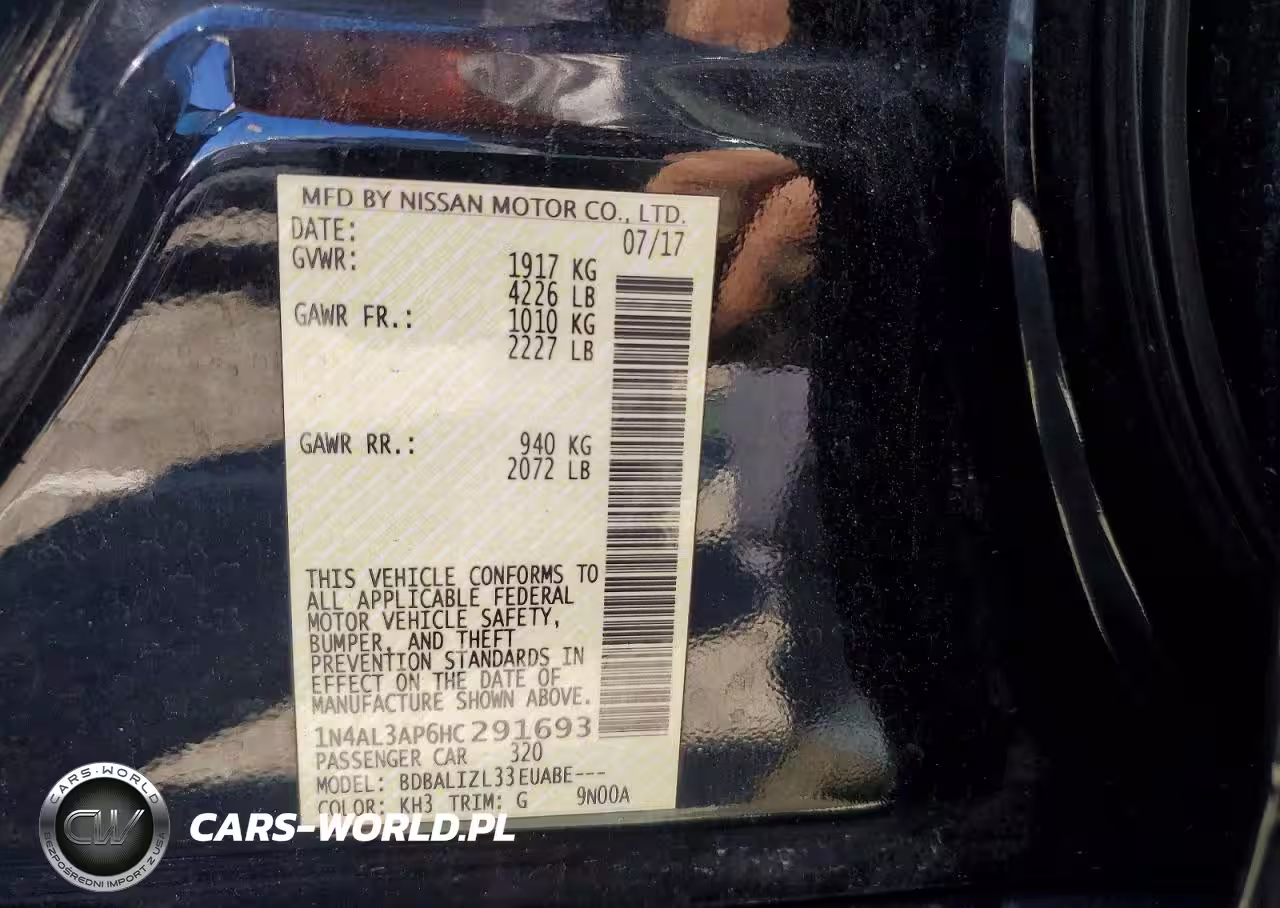 MFD BY NISSAN MOTOR CO., LTD.
DATE: 07/17
GVWR: 1917 KG
4226 LB
GAWR FR.: 1010 KG
2227 LB
GAWR RR.: 940 KG
2072 LB
THIS VEHICLE CONFORMS TO
ALL APPLICABLE FEDERAL
MOTOR VEHICLE SAFETY,
BUMPER, AND THEFT
PREVENTION STANDARDS IN
EFFECT ON THE DATE OF
MANUFACTURE SHOWN ABOVE.
1N4AL3AP6HC291693
PASSENGER CAR 320
MODEL: BDBALIZL33EUABE---
COLOR: KH3 TRIM: G 9N00A
CARS-WORLD
CW
BEZPOŚREDNI IMPORT Z USA
CARS-WORLD.PL